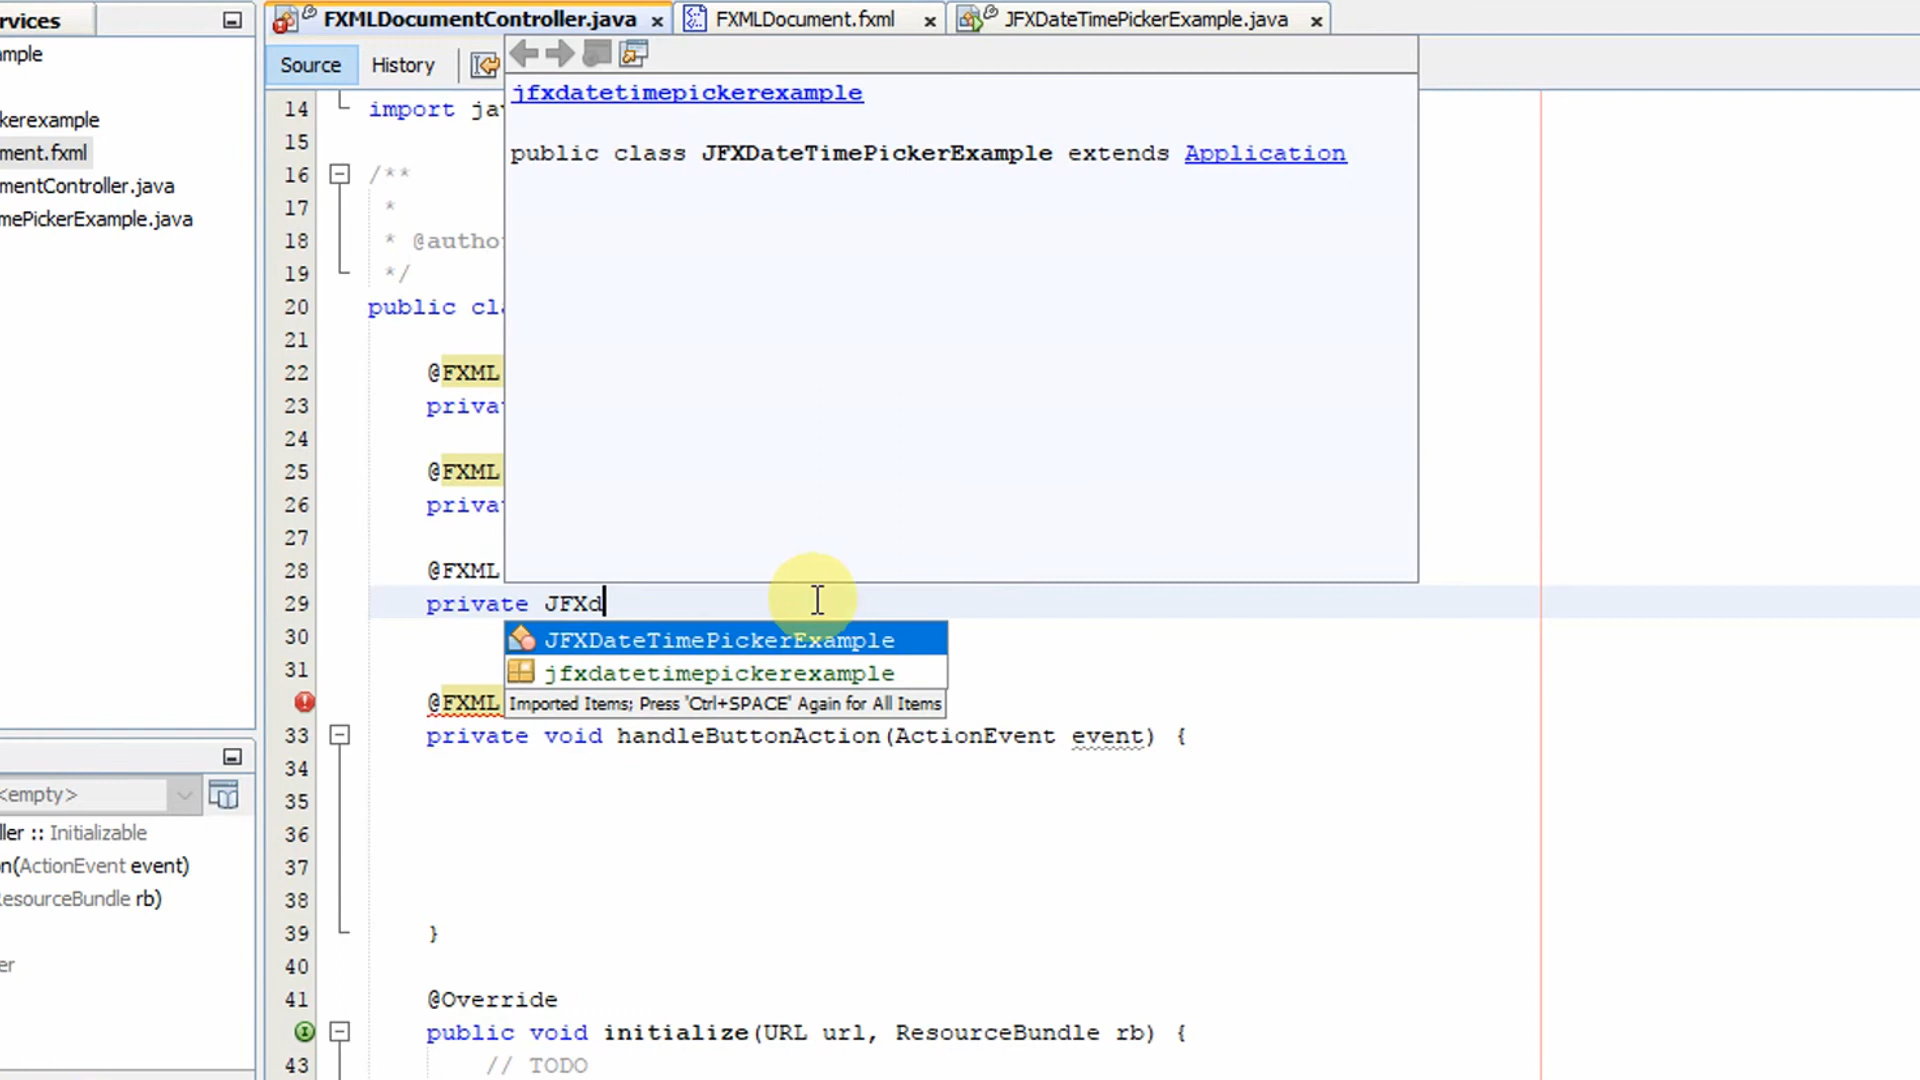 rvices
FXMLDocumentController.java
FXMLDocument.fxml
JFXDateTimePickerExample.java
mple
kerexample
ment.fxml
mentController.java
mePickerExample.java
Source History
jfxdatetimepickerexample
public class JFXDateTimePickerExample extends Application
14 import jav
15
16 /**
17 *
18 * @autho
19 */
20 public cla
21
22 @FXML
23 privat
24
25 @FXML
26 privat
27
28 @FXML
29 private JFXd
30
31
JFXDateTimePickerExample
jfxdatetimepickerexample
Imported Items; Press 'Ctrl+SPACE' Again for All Items
@FXML
33 private void handleButtonAction(ActionEvent event) {
34
35
36
37
38
39 }
40
41 @Override
public void initialize(URL url, ResourceBundle rb) {
43 // TODO
<empty>
ller :: Initializable
n(ActionEvent event)
esourceBundle rb)
er